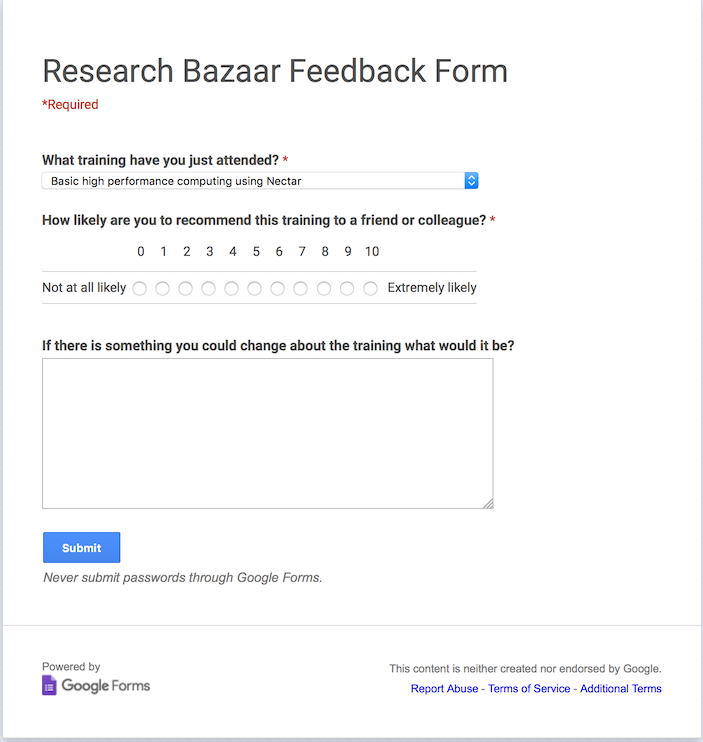 Research Bazaar Feedback Form
*Required
What training have you just attended? *
Basic high performance computing using Nectar
How likely are you to recommend this training to a friend or colleague? *
0 1 2 3 4 5 6 7 8 9 10
Not at all likely Extremely likely
If there is something you could change about the training what would it be?
Submit
Never submit passwords through Google Forms.
Powered by
Google Forms
This content is neither created nor endorsed by Google.
Report Abuse - Terms of Service - Additional Terms